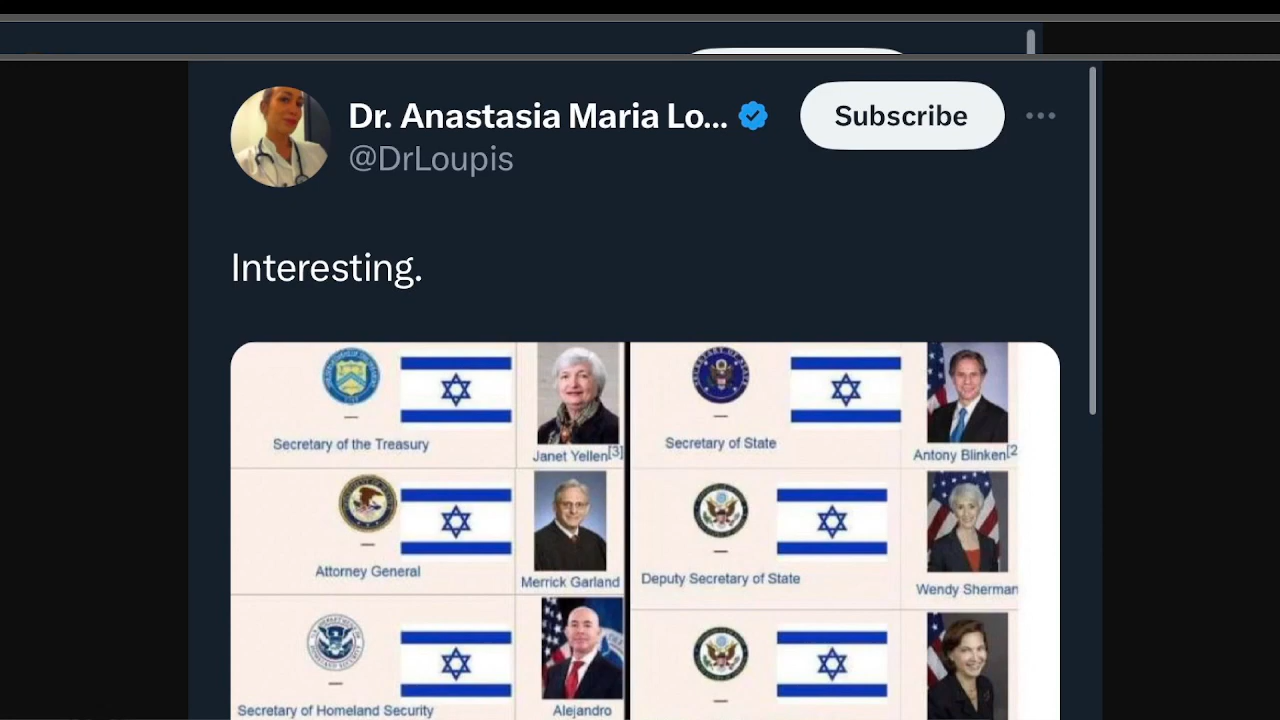 Dr. Anastasia Maria Lo...
Subscribe
@DrLoupis
Interesting.
Secretary of the Treasury
Janet Yellen[3]
Secretary of State
Antony Blinken[2
Attorney General
Merrick Garland
Deputy Secretary of State
Wendy Sherman
Secretary of Homeland Security
Alejandro